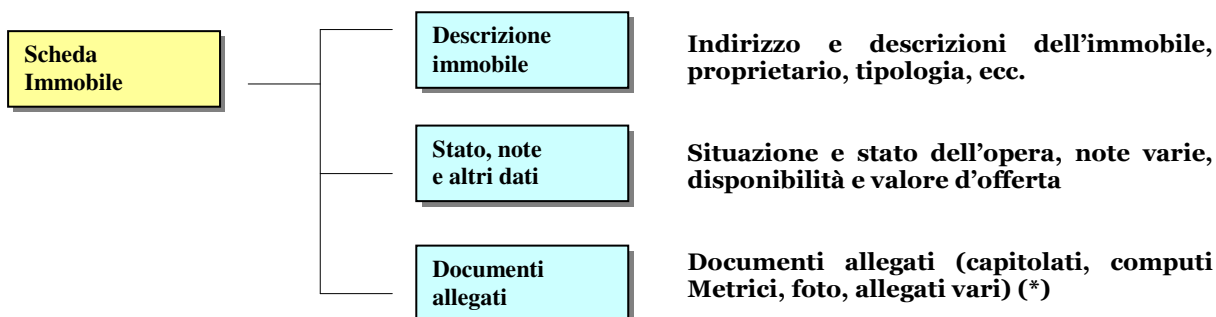 Scheda
Immobile
Descrizione
immobile
Indirizzo e descrizioni dell’immobile,
proprietario, tipologia, ecc.
Stato, note
e altri dati
Situazione e stato dell’opera, note varie,
disponibilità e valore d’offerta
Documenti
allegati
Documenti allegati (capitolati, computi
Metrici, foto, allegati vari) (*)